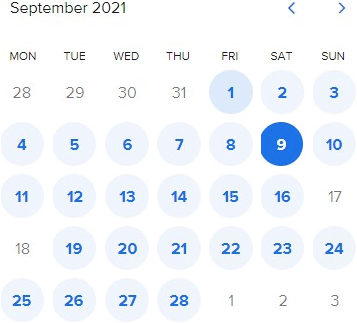 September 2021
MON TUE WED THU FRI SAT SUN
28 29 30 31 1 2 3
4 5 6 7 8 9 10
11 12 13 14 15 16 17
18 19 20 21 22 23 24
25 26 27 28 1 2 3